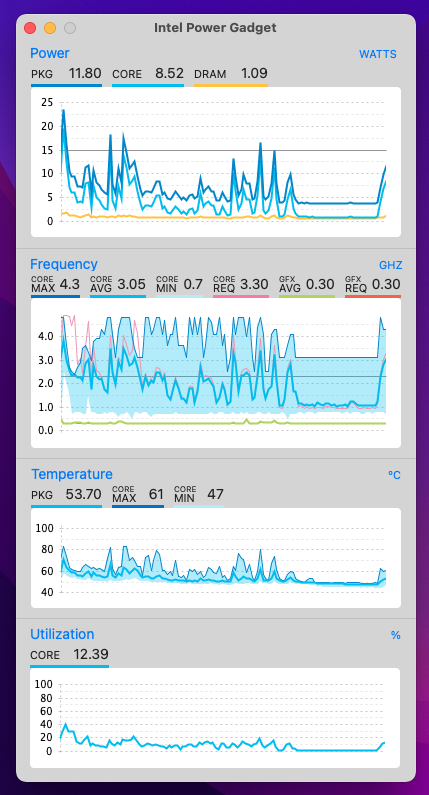 Intel Power Gadget
Power WATTS
PKG 11.80 CORE 8.52 DRAM 1.09
25
20
15
10
5
0
Frequency GHZ
CORE MAX 4.3 CORE AVG 3.05 CORE MIN 0.7 CORE REQ 3.30 GFX AVG 0.30 GFX REQ 0.30
4.0
3.0
2.0
1.0
0.0
Temperature °C
PKG 53.70 CORE MAX 61 CORE MIN 47
100
80
60
40
Utilization %
CORE 12.39
100
80
60
40
20
0